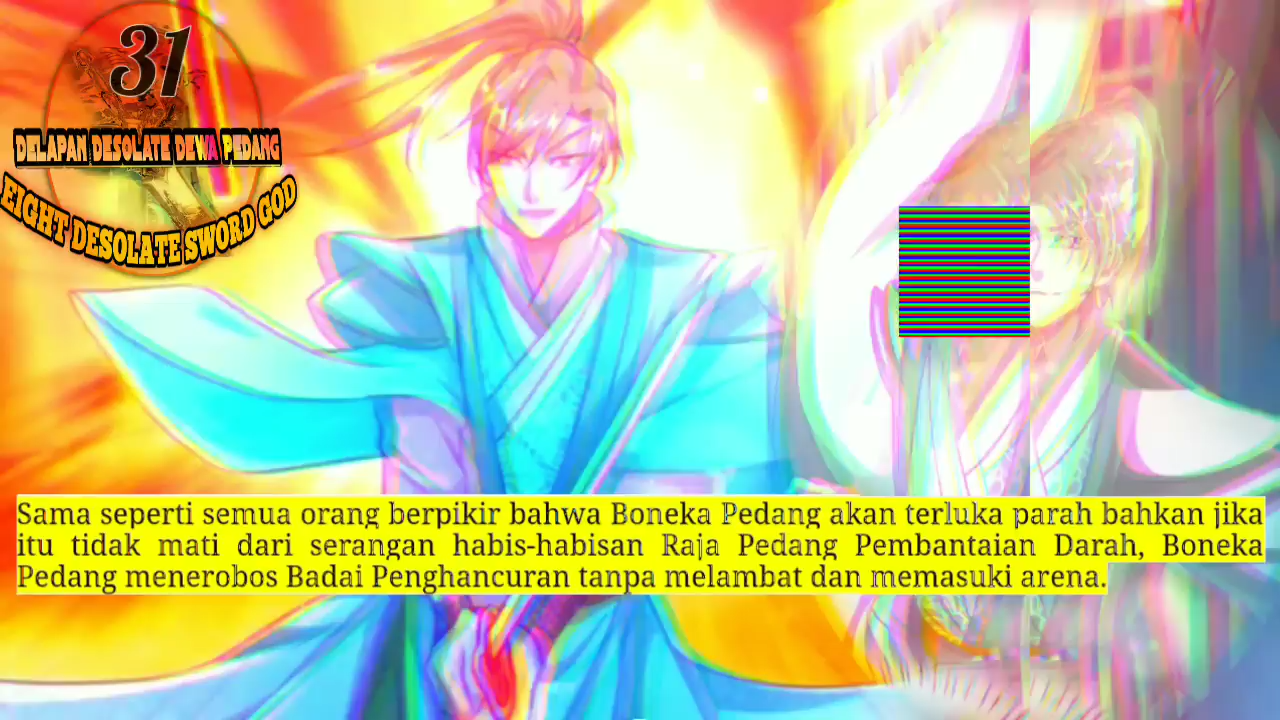 31
DELAPAN DESOLATE DEWA PEDANG
EIGHT DESOLATE SWORD GOD
Sama seperti semua orang berpikir bahwa Boneka Pedang akan terluka parah bahkan jika
itu tidak mati dari serangan habis-habisan Raja Pedang Pembantaian Darah, Boneka
Pedang menerobos Badai Penghancuran tanpa melambat dan memasuki arena.